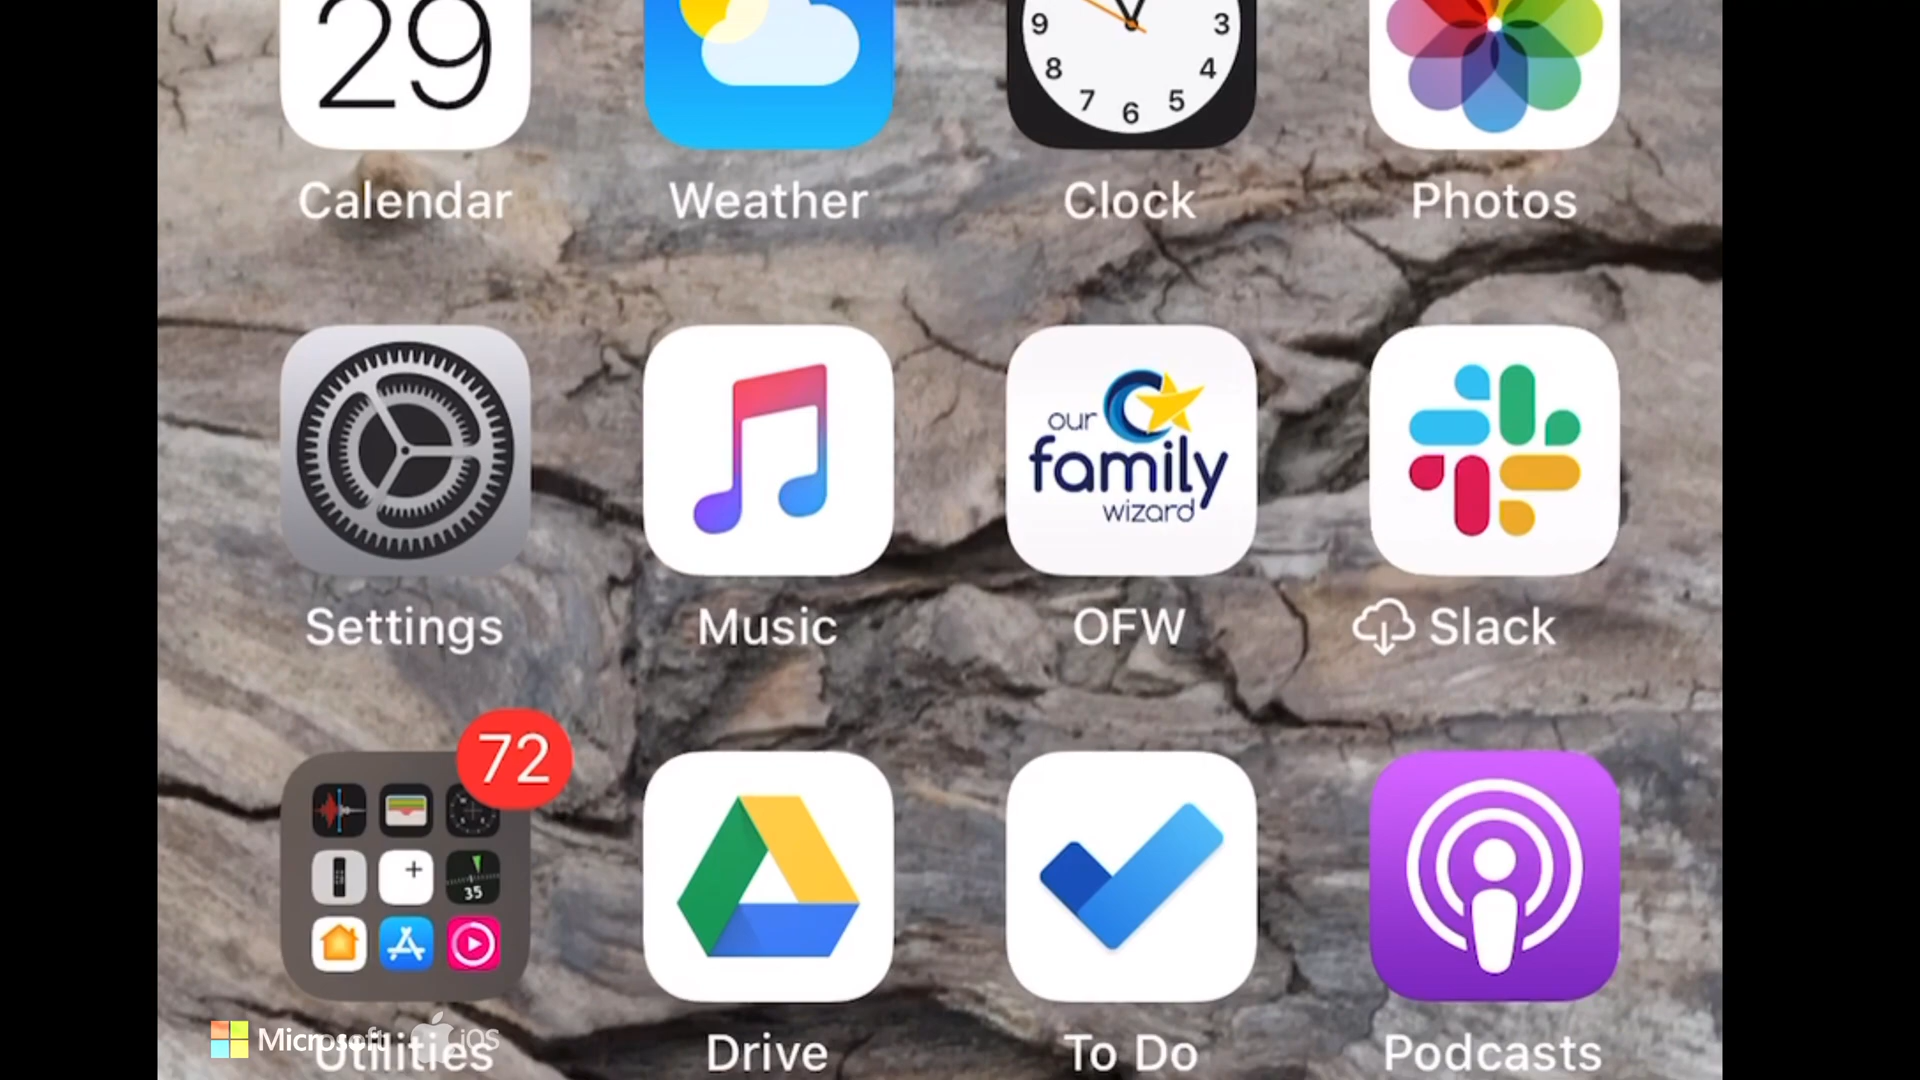 29
9 3
8 4
7 6 5
Calendar Weather Clock Photos
our
family
wizard
Settings Music OFW Slack
72
35
Microsoft iOS
Utilities Drive To Do Podcasts